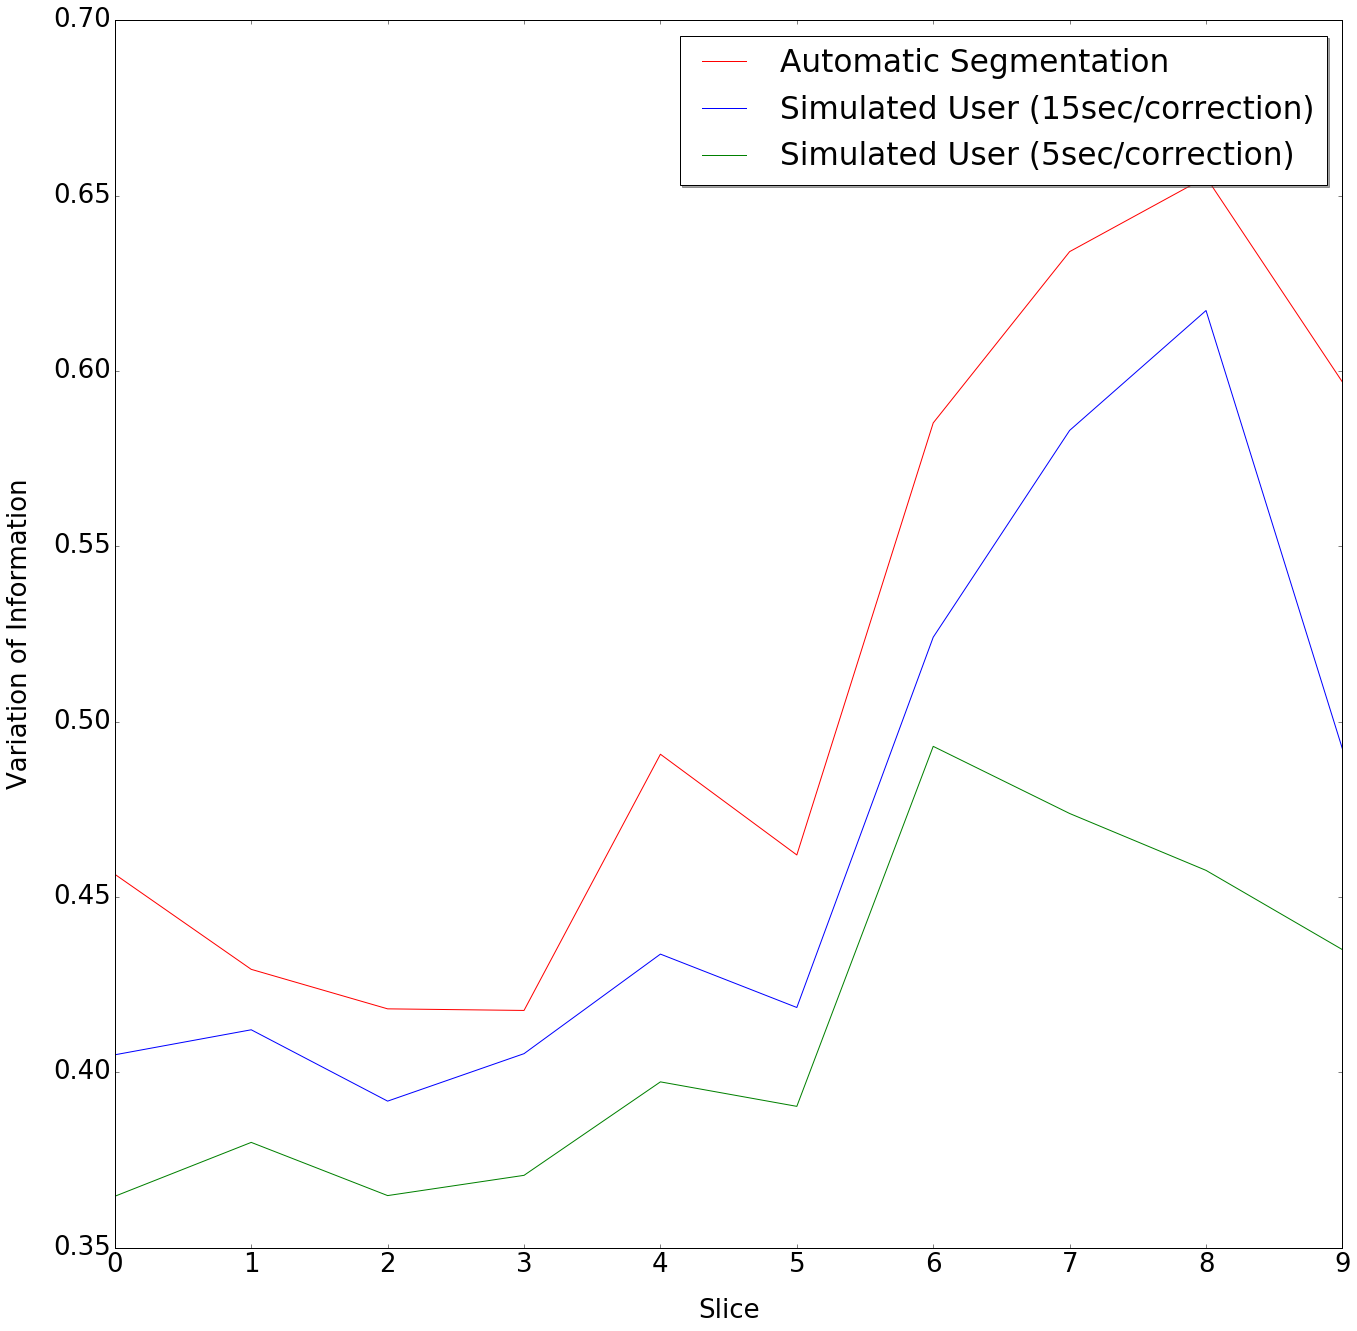 0.70
0.65
0.60
0.55
0.50
0.45
0.40
0.35
Variation of Information
Automatic Segmentation
Simulated User (15sec/correction)
Simulated User (5sec/correction)
0 1 2 3 4 5 6 7 8 9
Slice